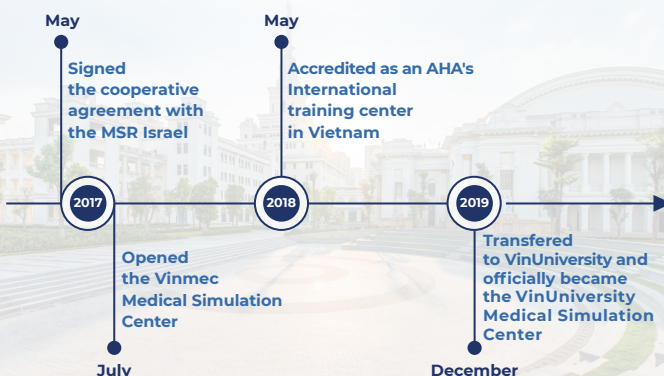 May
Signed
the cooperative
agreement with
the MSR Israel
May
Accredited as an AHA's
International
training center
in Vietnam
2017
2018
2019
Opened
the Vinmec
Medical Simulation
Center
July
Transfered
to VinUniversity and
officially became
the VinUniversity
Medical Simulation
Center
December